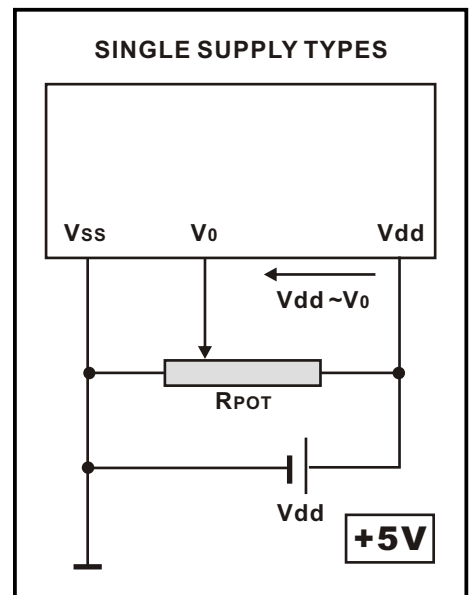 SINGLE SUPPLY TYPES
Vss V0 Vdd
Vdd ~V0
RPOT
Vdd
+5V